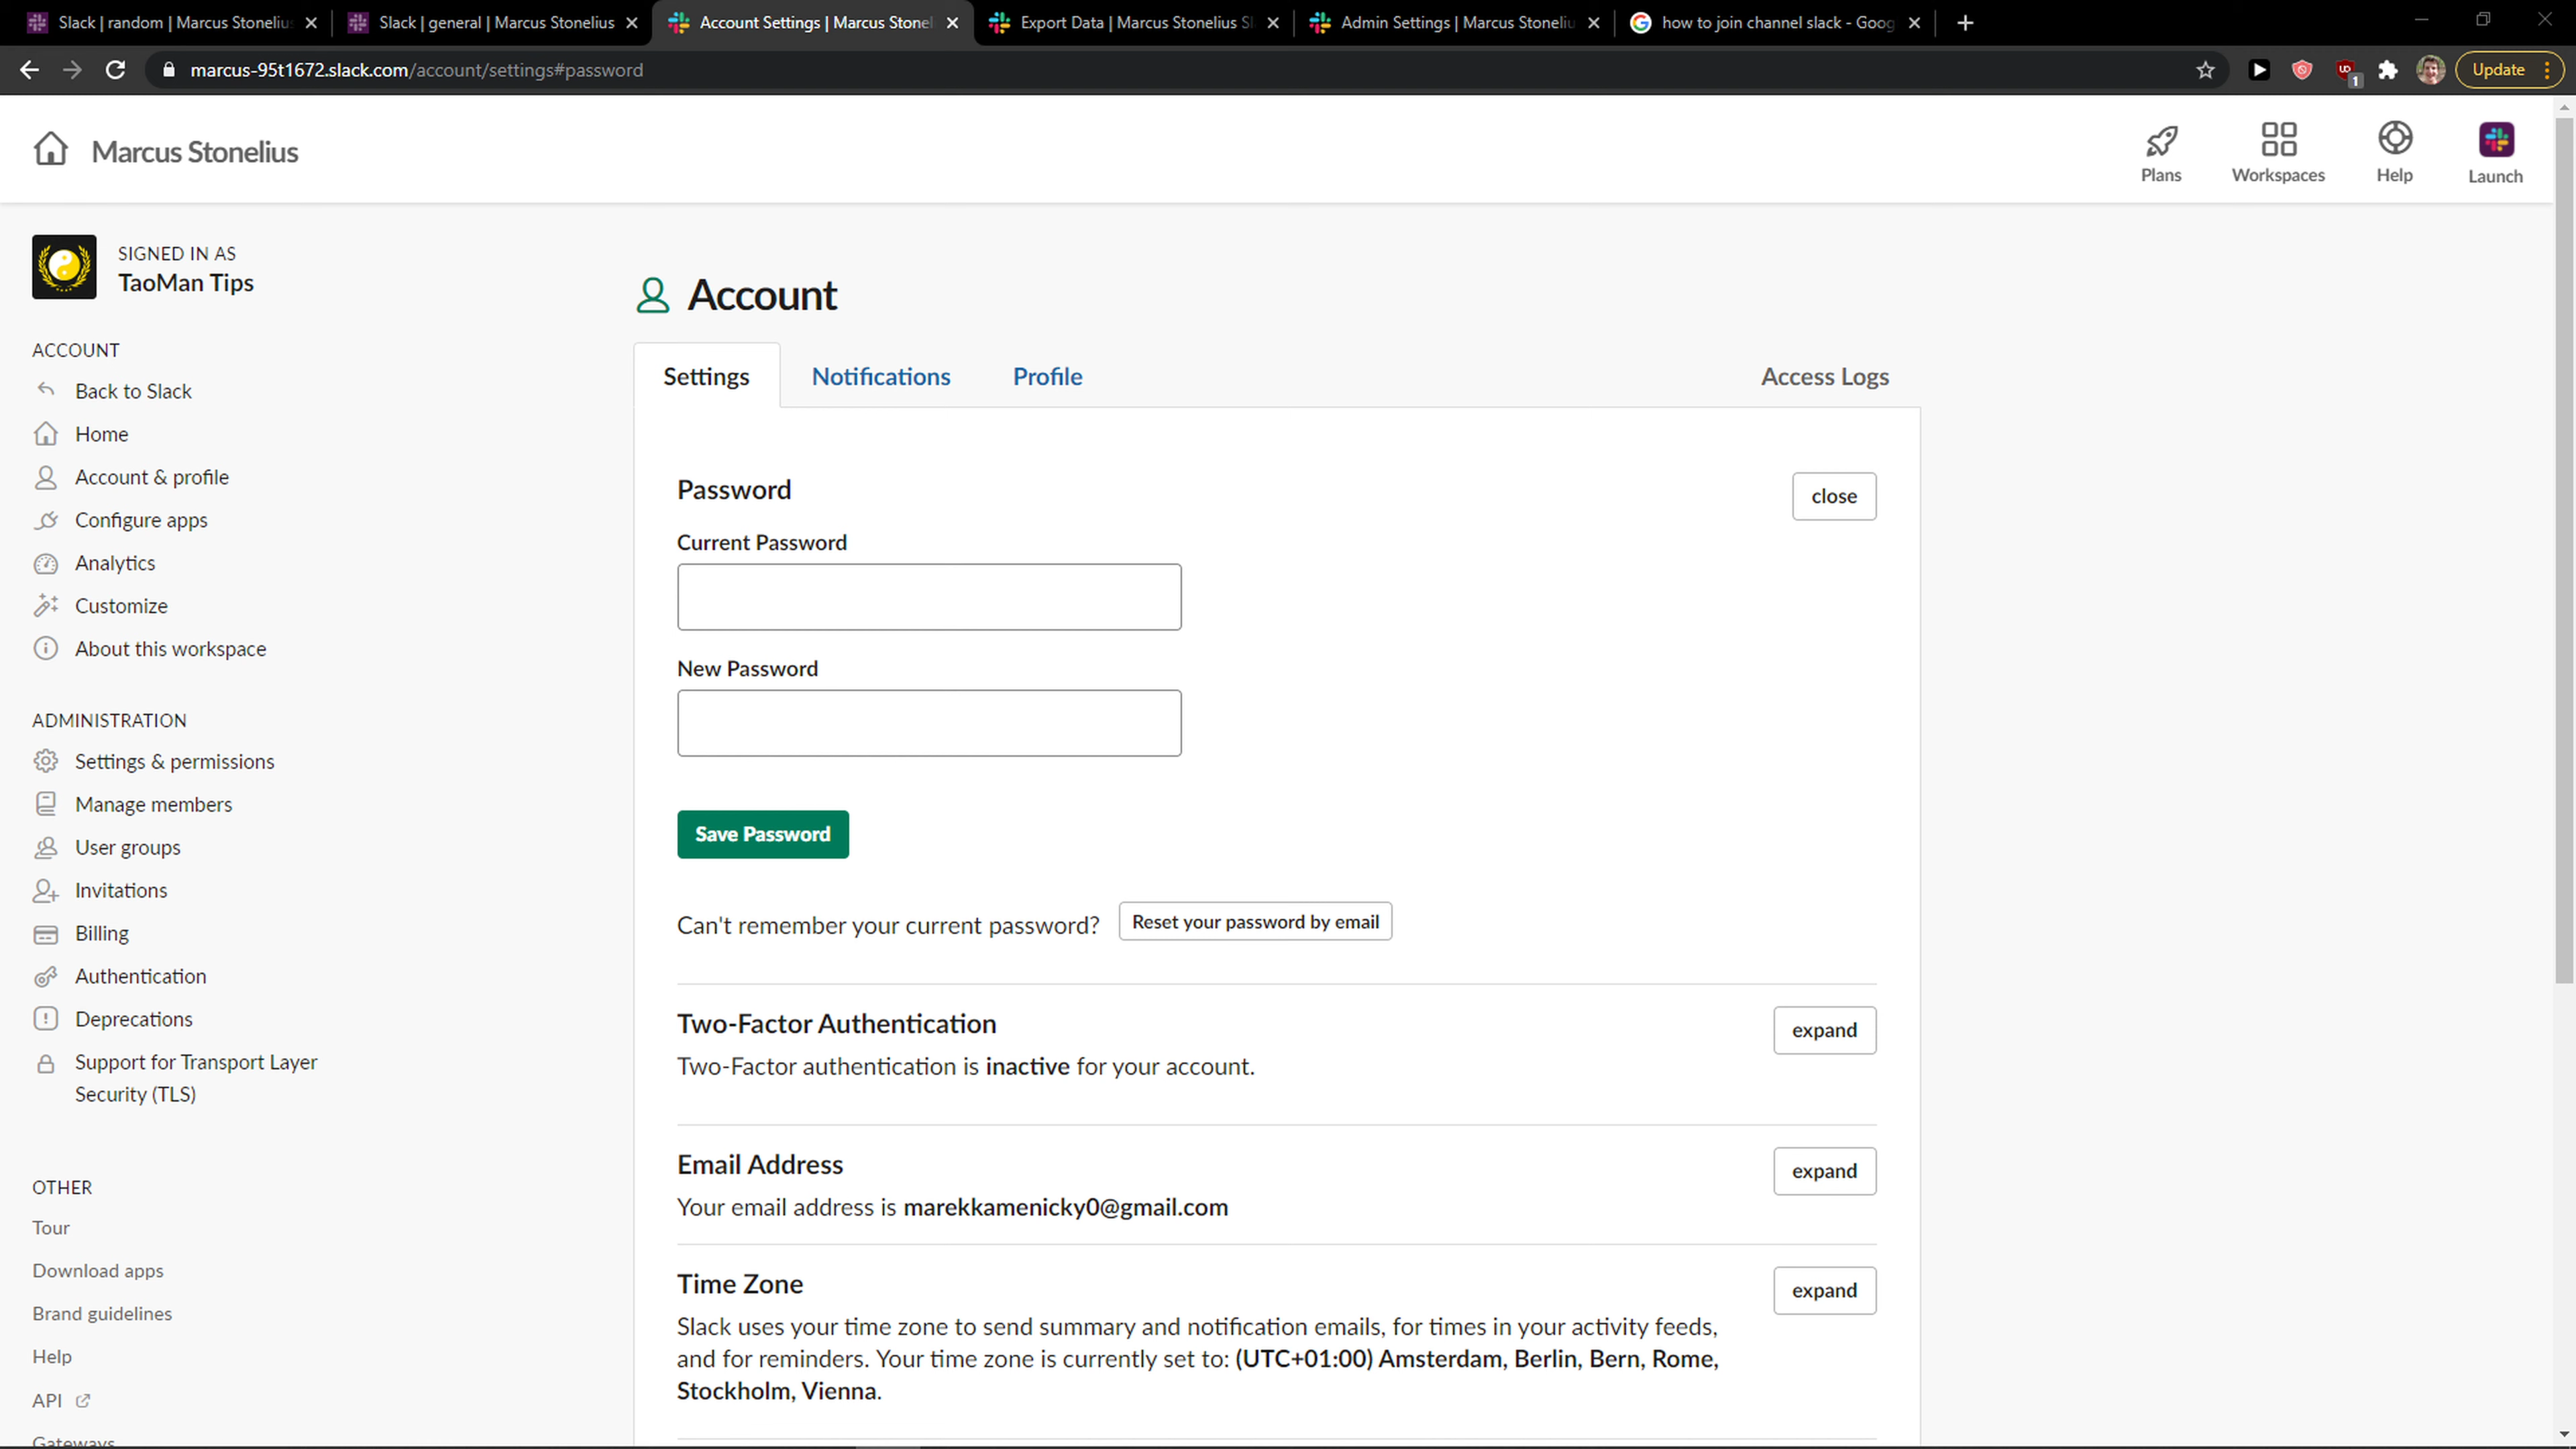 Slack | random | Marcus Stonelius
Slack | general | Marcus Stonelius
Account Settings | Marcus Stonel
Export Data | Marcus Stonelius Sl
Admin Settings | Marcus Stoneliu
how to join channel slack - Goog
marcus-95t1672.slack.com/account/settings#password
UD
1
Update
Marcus Stonelius
Plans
Workspaces
Help
Launch
SIGNED IN AS
TaoMan Tips
ACCOUNT
Back to Slack
Home
Account & profile
Configure apps
Analytics
Customize
About this workspace
ADMINISTRATION
Settings & permissions
Manage members
User groups
Invitations
Billing
Authentication
Deprecations
Support for Transport Layer
Security (TLS)
OTHER
Tour
Download apps
Brand guidelines
Help
API
Gateways
Account
Settings
Notifications
Profile
Access Logs
Password
close
Current Password
New Password
Save Password
Can't remember your current password?
Reset your password by email
Two-Factor Authentication
expand
Two-Factor authentication is inactive for your account.
Email Address
expand
Your email address is marekkamenicky0@gmail.com
Time Zone
expand
Slack uses your time zone to send summary and notification emails, for times in your activity feeds,
and for reminders. Your time zone is currently set to: (UTC+01:00) Amsterdam, Berlin, Bern, Rome,
Stockholm, Vienna.